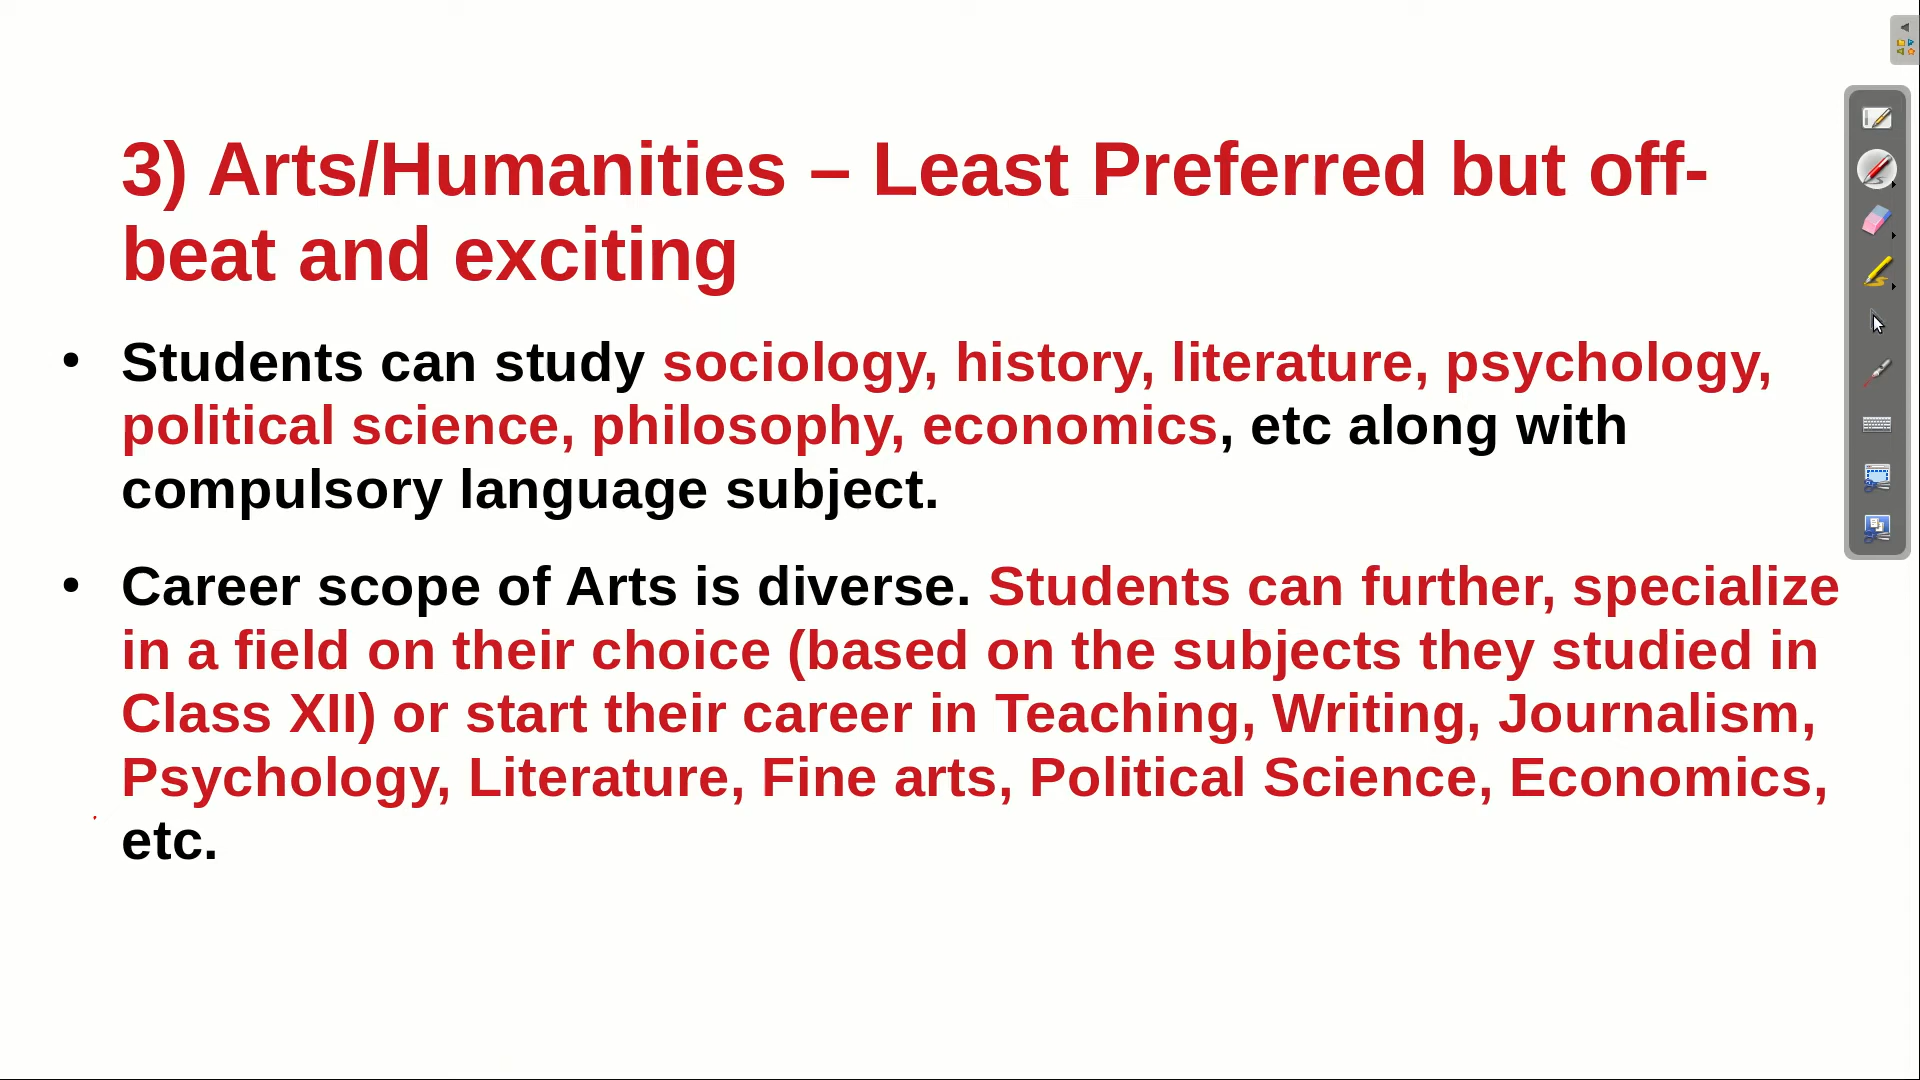 3) Arts/Humanities – Least Preferred but off-
beat and exciting
• Students can study sociology, history, literature, psychology,
political science, philosophy, economics, etc along with
compulsory language subject.
• Career scope of Arts is diverse. Students can further, specialize
in a field on their choice (based on the subjects they studied in
Class XII) or start their career in Teaching, Writing, Journalism,
Psychology, Literature, Fine arts, Political Science, Economics,
etc.